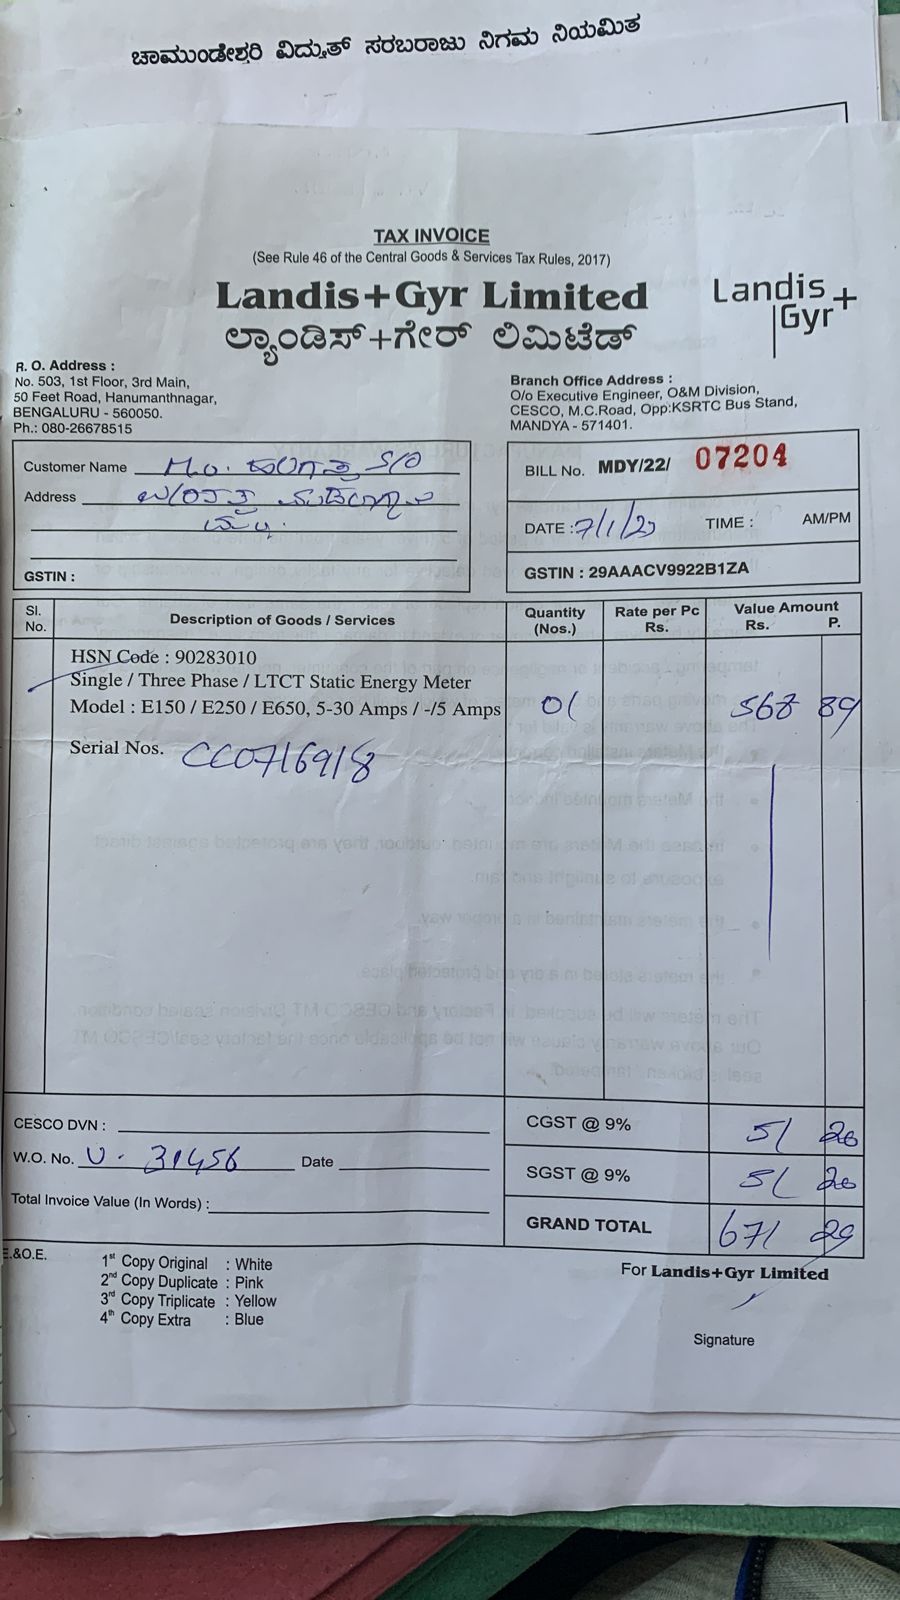 ಚಾಮುಂಡೇಶ್ವರಿ ವಿದ್ಯುತ್ ಸರಬರಾಜು ನಿಗಮ ನಿಯಮಿತ
TAX INVOICE
(See Rule 46 of the Central Goods & Services Tax Rules, 2017)
Landis+Gyr Limited
Landis+
Gyr
ಲ್ಯಾಂಡಿಸ್+ಗೇರ್ ಲಿಮಿಟೆಡ್
R. O. Address :
No. 503, 1st Floor, 3rd Main,
50 Feet Road, Hanumanthnagar,
BENGALURU - 560050.
Ph.: 080-26678515
Branch Office Address :
O/o Executive Engineer, O&M Division,
CESCO, M.C.Road, Opp:KSRTC Bus Stand,
MANDYA - 571401.
Customer Name
Address
GSTIN :
BILL No. MDY/22/ 07204
DATE : 7/1/23 TIME : AM/PM
GSTIN : 29AAACV9922B1ZA
Sl. No. Description of Goods / Services Quantity (Nos.) Rate per Pc Rs. Value Amount Rs. P.
HSN Code : 90283010
Single / Three Phase / LTCT Static Energy Meter
Model : E150 / E250 / E650, 5-30 Amps / -/5 Amps 01 568 89
Serial Nos. CC0716918
CESCO DVN :
W.O. No. U. 31456 Date
Total Invoice Value (In Words) :
CGST @ 9% 51 20
SGST @ 9% 51 20
GRAND TOTAL 671 29
E.&O.E.
1st Copy Original : White
2nd Copy Duplicate : Pink
3rd Copy Triplicate : Yellow
4th Copy Extra : Blue
For Landis+Gyr Limited
Signature